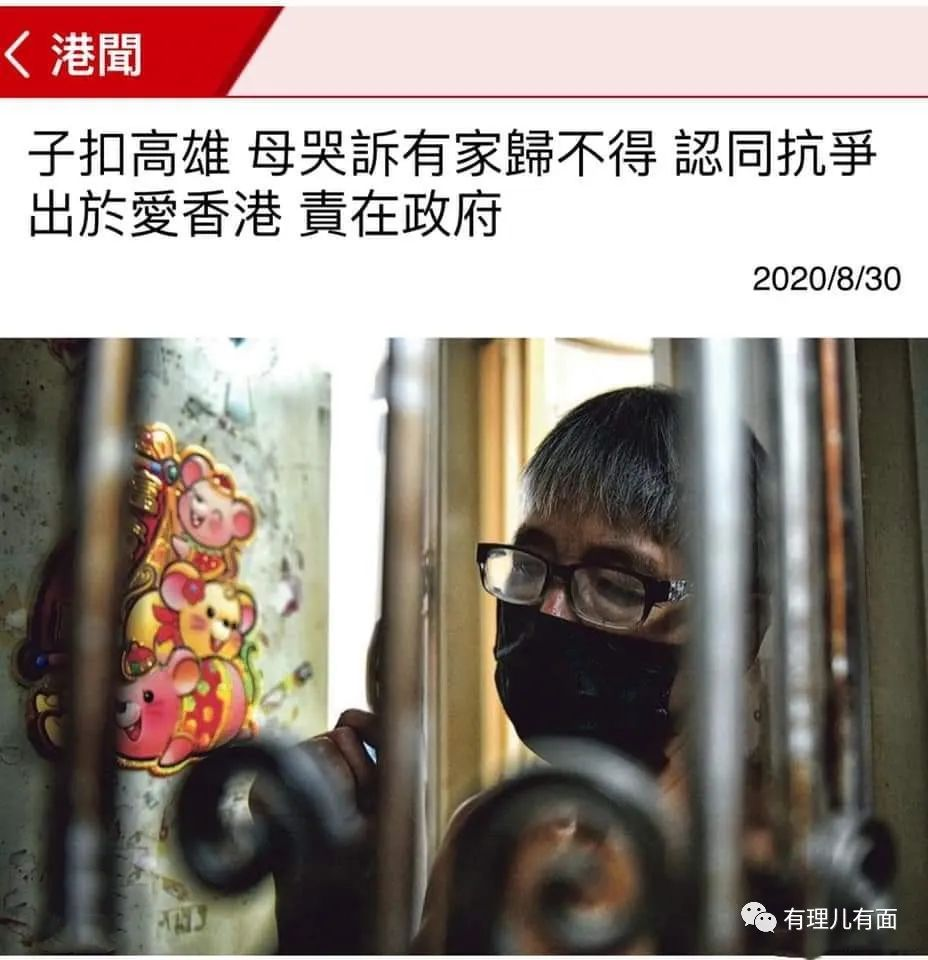 港聞
子扣高雄 母哭訴有家歸不得 認同抗爭
出於愛香港 責在政府
2020/8/30
有理儿有面